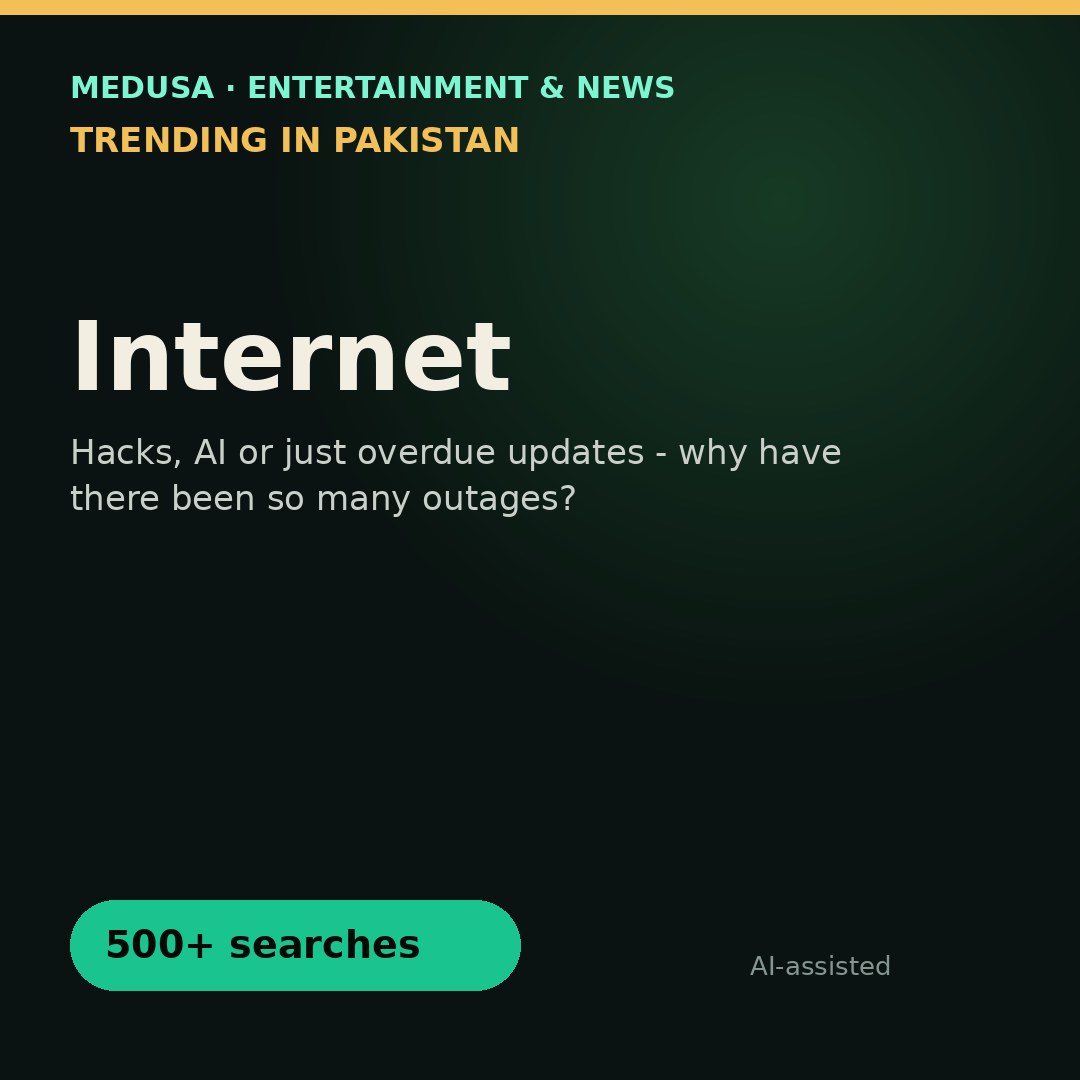 MEDUSA · ENTERTAINMENT & NEWS
TRENDING IN PAKISTAN
Internet
Hacks, AI or just overdue updates - why have
there been so many outages?
500+ searches
AI-assisted